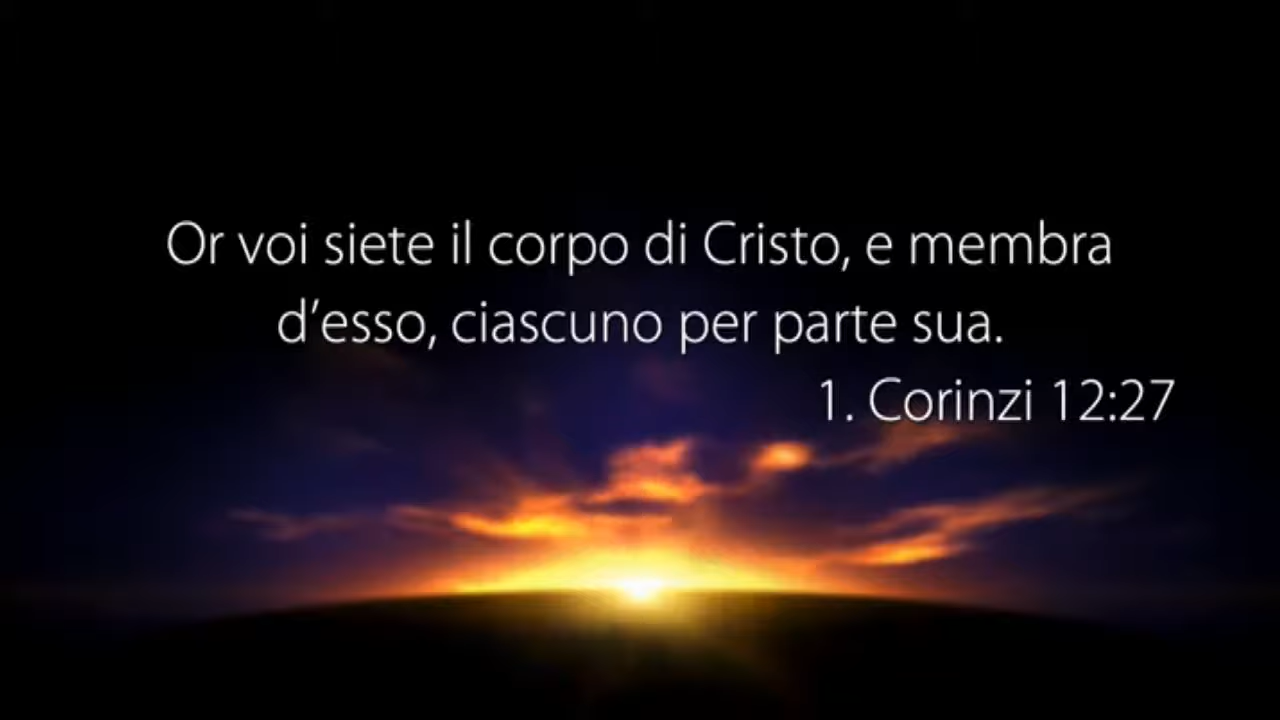 Or voi siete il corpo di Cristo, e membra
d’esso, ciascuno per parte sua.
1. Corinzi 12:27